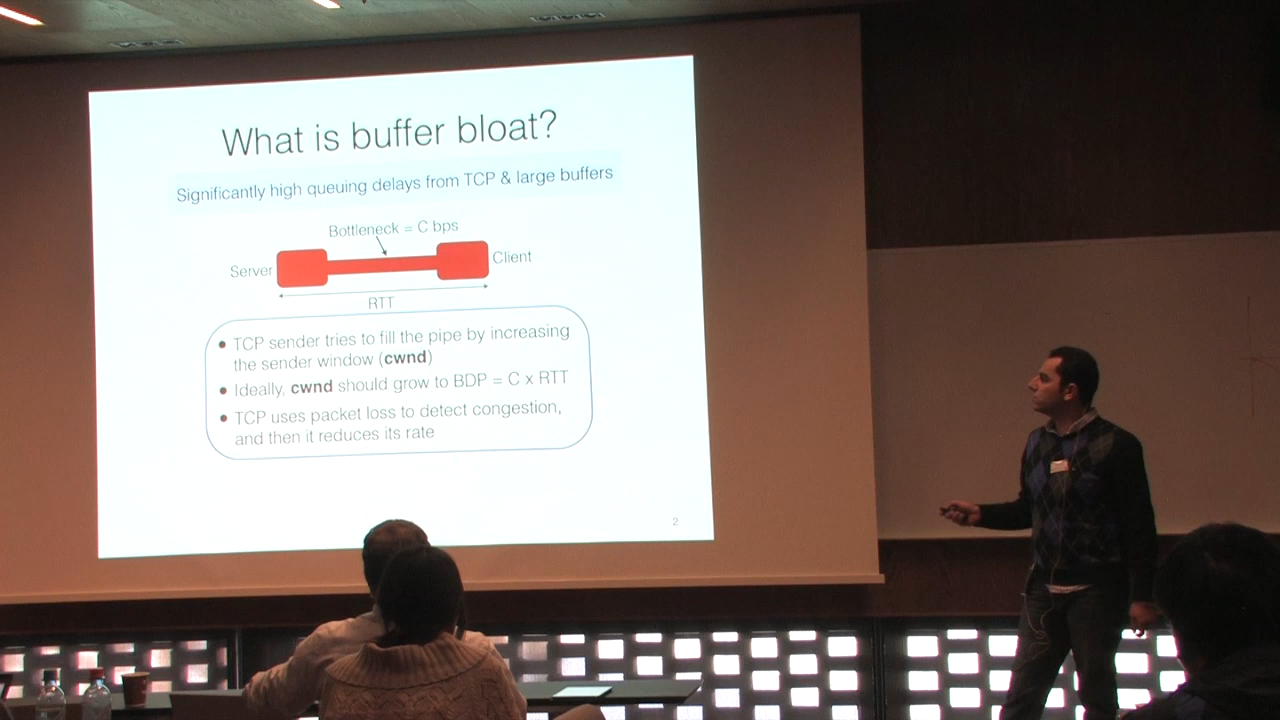 What is buffer bloat?
Significantly high queuing delays from TCP & large buffers
Bottleneck = C bps
Server
Client
RTT
• TCP sender tries to fill the pipe by increasing
the sender window (cwnd)
• Ideally, cwnd should grow to BDP = C x RTT
• TCP uses packet loss to detect congestion,
and then it reduces its rate
2